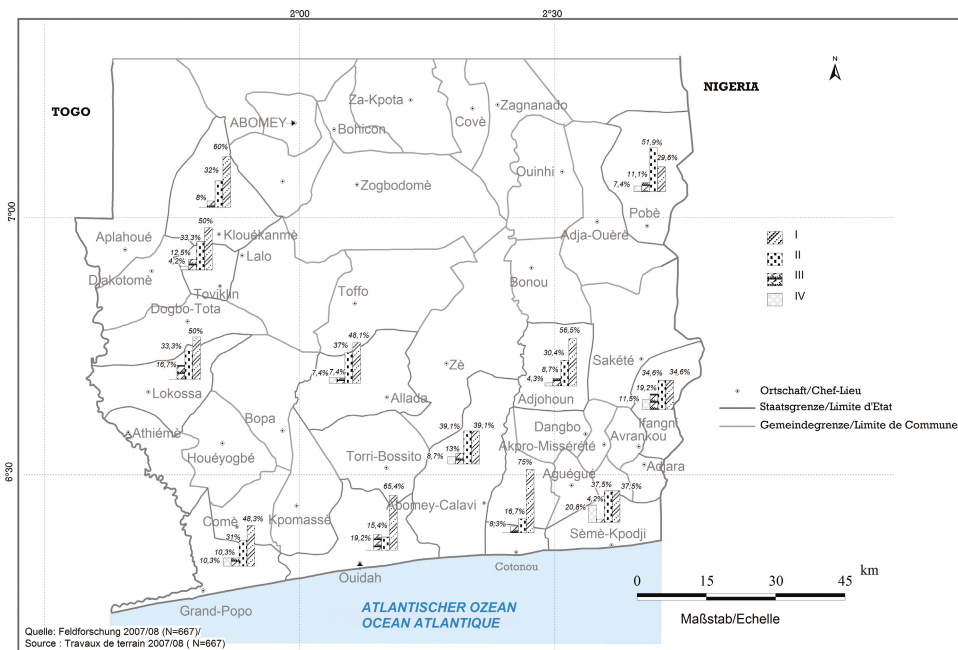 2°00
2°30
N
TOGO
NIGERIA
Za-Kpota
Zagnanado
ABOMEY
Bohicon
Covè
60%
51,9%
32%
29,6%
11,1%
7,4%
8%
Ouinhi
Zogbodomè
7°00
Pobè
Adja-Ouèrè
50%
Aplahoué
33,3%
Klouékanmè
12,5%
4,2%
Lalo
Djakotomè
Toviklin
Bonou
Toffo
Dogbo-Tota
I
II
III
IV
50%
33,3%
16,7%
48,1%
37%
7,4%
7,4%
56,5%
30,4%
8,7%
4,3%
Zè
Sakété
34,6%
34,6%
19,2%
11,5%
Lokossa
Allada
Adjohoun
Ortschaft/Chef-Lieu
Staatsgrenze/Limite d'Etat
Gemeindegrenze/Limite de Commune
Ifangni
Bopa
Athiémè
Dangbo
Avrankou
39,1%
39,1%
13%
8,7%
Houéyogbé
Akpro-Missérété
Torri-Bossito
Adjara
6°30
Aguégué
65,4%
75%
37,5%
37,5%
4,2%
20,8%
Abomey-Calavi
Comè
48,3%
Kpomassè
15,4%
19,2%
16,7%
8,3%
31%
10,3%
10,3%
Sèmè-Kpodji
Cotonou
Ouidah
0 15 30 45 km
Grand-Popo
ATLANTISCHER OZEAN
OCEAN ATLANTIQUE
Maßstab/Echelle
Quelle: Feldforschung 2007/08 (N=667)/
Source : Travaux de terrain 2007/08 ( N=667)